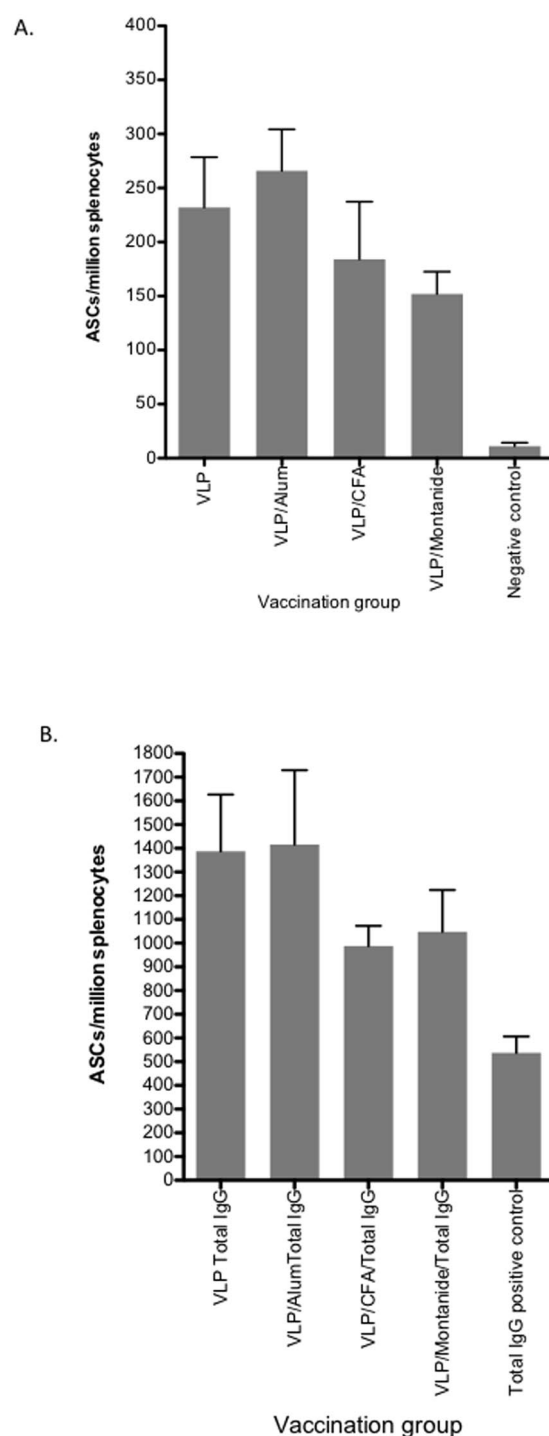 A.
400
350
300
250
200
150
100
50
0
ASCs/million splenocytes
VLP
VLP/Alum
VLP/CFA
VLP/Montanide
Negative control
Vaccination group
B.
1800
1700
1600
1500
1400
1300
1200
1100
1000
900
800
700
600
500
400
300
200
100
0
ASCs/million splenocytes
VLP Total IgG
VLP/AlumTotal IgG
VLP/CFA/Total IgG
VLP/Montanide/Total IgG
Total IgG positive control
Vaccination group